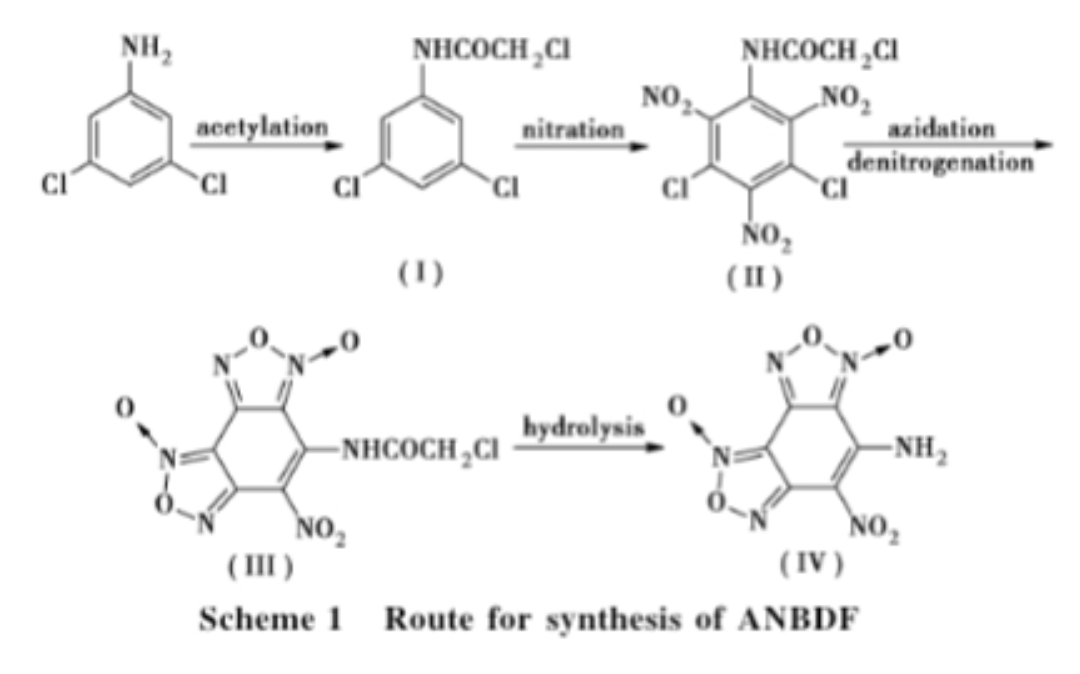 NH2
NHCOCH2Cl
NHCOCH2Cl
NO2
NO2
acetylation
nitration
azidation
denitrogenation
Cl
Cl
Cl
Cl
Cl
Cl
NO2
(I)
(II)
O
N
N
O
O
N
O
N
NHCOCH2Cl
NO2
(III)
hydrolysis
O
N
N
O
O
N
O
N
NH2
NO2
(IV)
Scheme 1 Route for synthesis of ANBDF